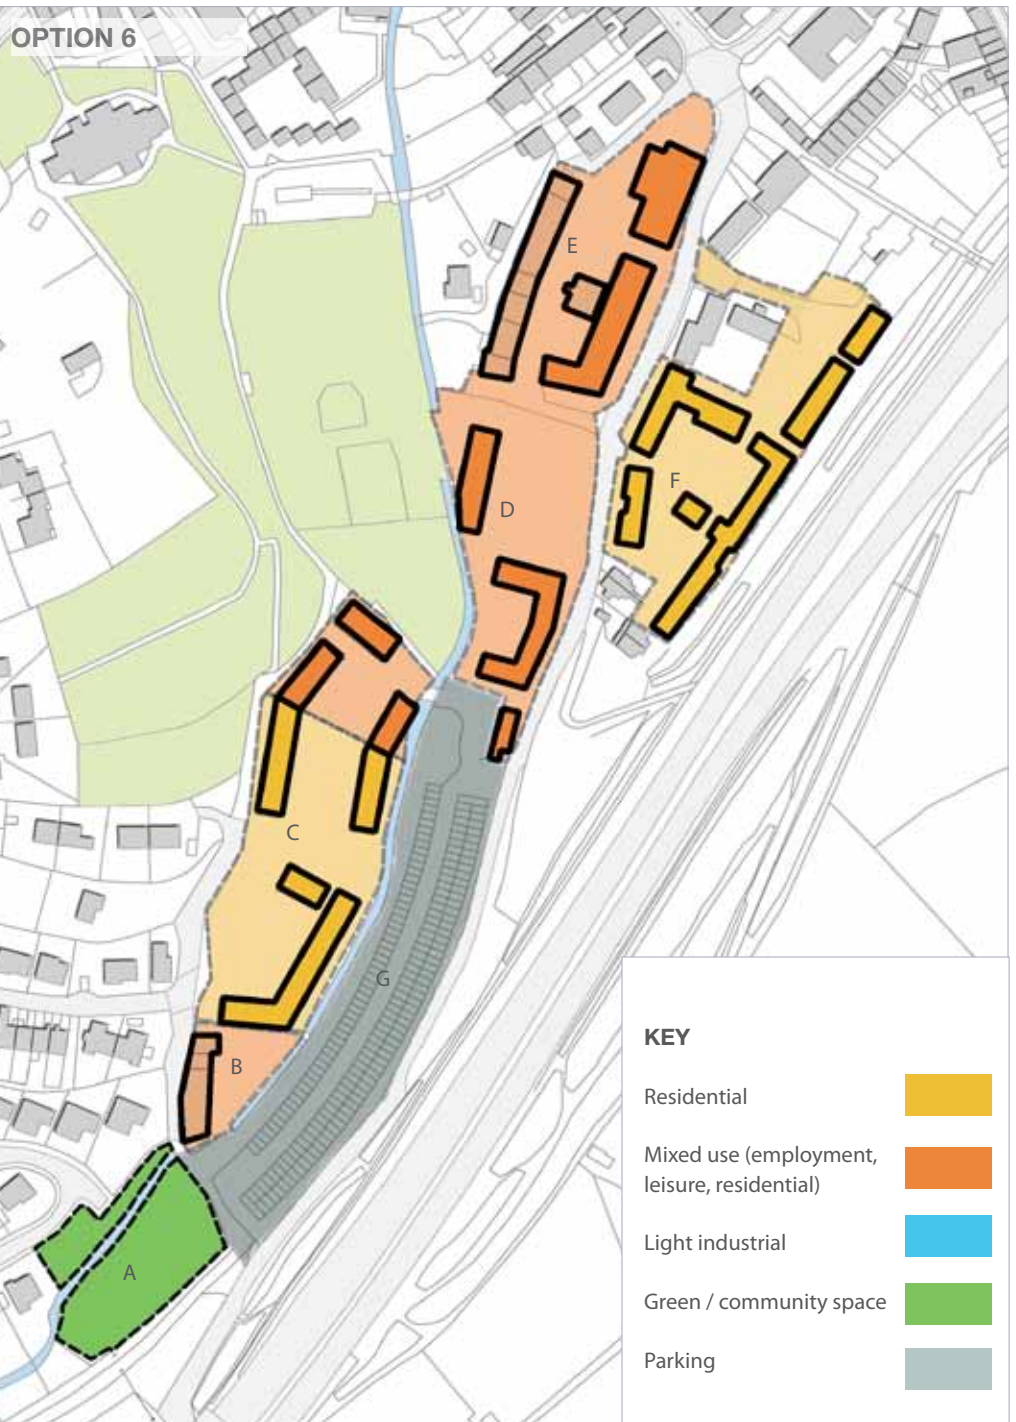 OPTION 6
E
F
D
C
G
B
A
KEY
Residential
Mixed use (employment,
leisure, residential)
Light industrial
Green / community space
Parking